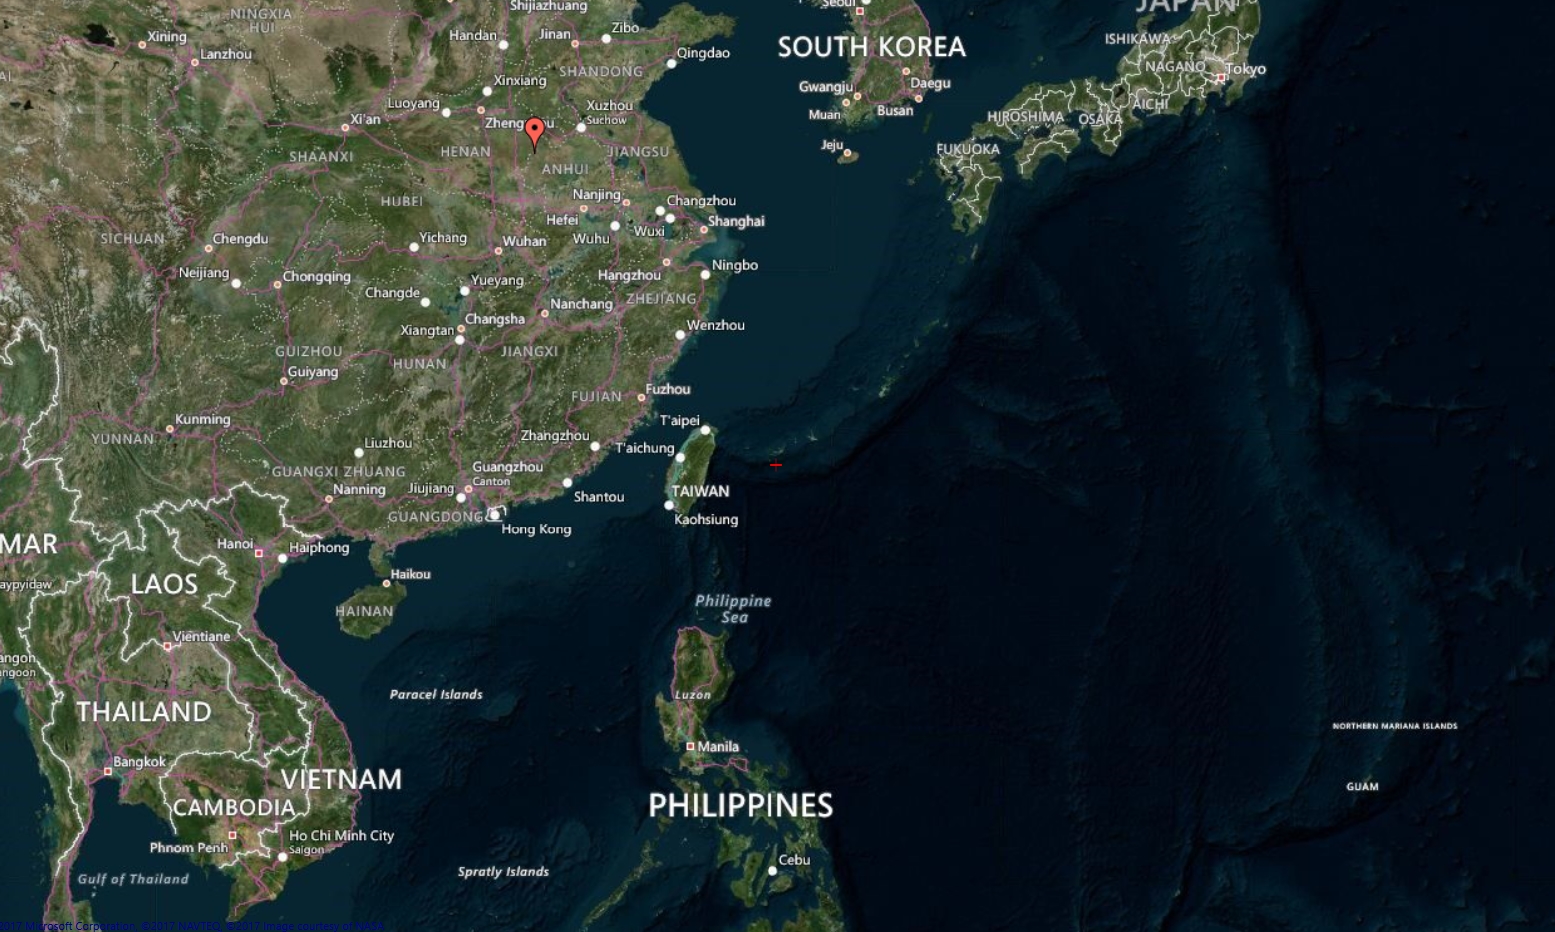 NINGXIA
HUI
Shijiazhuang
Seoul
JAPAN
Xining
Lanzhou
Handan
Jinan
Zibo
Qingdao
SOUTH KOREA
ISHIKAWA
NAGANO
Tokyo
SHANDONG
Xinxiang
Luoyang
Xuzhou
Suchow
Gwangju
Daegu
Muan
Busan
HIROSHIMA
OSAKA
AICHI
Xi'an
Jeju
FUKUOKA
SHAANXI
HENAN
JIANGSU
ANHUI
HUBEI
Nanjing
Changzhou
Hefei
Wuhu
Wuxi
Shanghai
SICHUAN
Chengdu
Yichang
Wuhan
Neijiang
Chongqing
Hangzhou
Ningbo
Changde
Yueyang
Nanchang
ZHEJIANG
Xiangtan
Changsha
Wenzhou
GUIZHOU
HUNAN
JIANGXI
Guiyang
FUJIAN
Fuzhou
Kunming
YUNNAN
Liuzhou
Zhangzhou
T'aipei
T'aichung
GUANGXI ZHUANG
Guangzhou
Canton
Nanning
Jiujiang
Shantou
TAIWAN
GUANGDONG
Hong Kong
Kaohsiung
MAR
Hanoi
Haiphong
aypyidaw
LAOS
Haikou
HAINAN
Philippine
Sea
Vientiane
angon
ngoon
Paracel Islands
Luzon
THAILAND
NORTHERN MARIANA ISLANDS
Manila
Bangkok
VIETNAM
GUAM
CAMBODIA
PHILIPPINES
Phnom Penh
Ho Chi Minh City
Saigon
Gulf of Thailand
Spratly Islands
Cebu